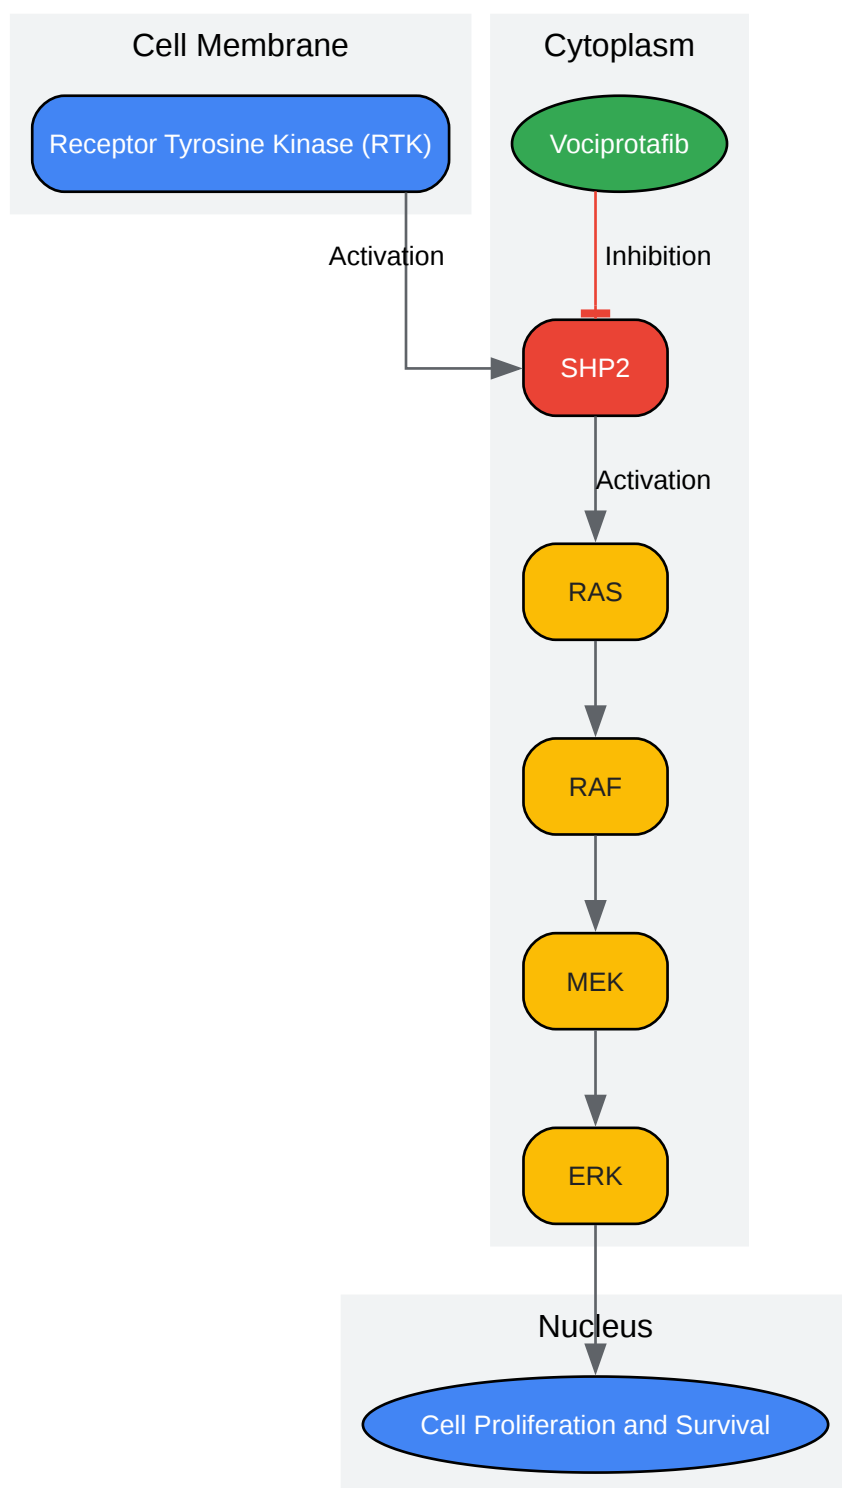 Cell Membrane
Cytoplasm
Receptor Tyrosine Kinase (RTK)
Vociprotafib
Activation
Inhibition
SHP2
Activation
RAS
RAF
MEK
ERK
Nucleus
Cell Proliferation and Survival